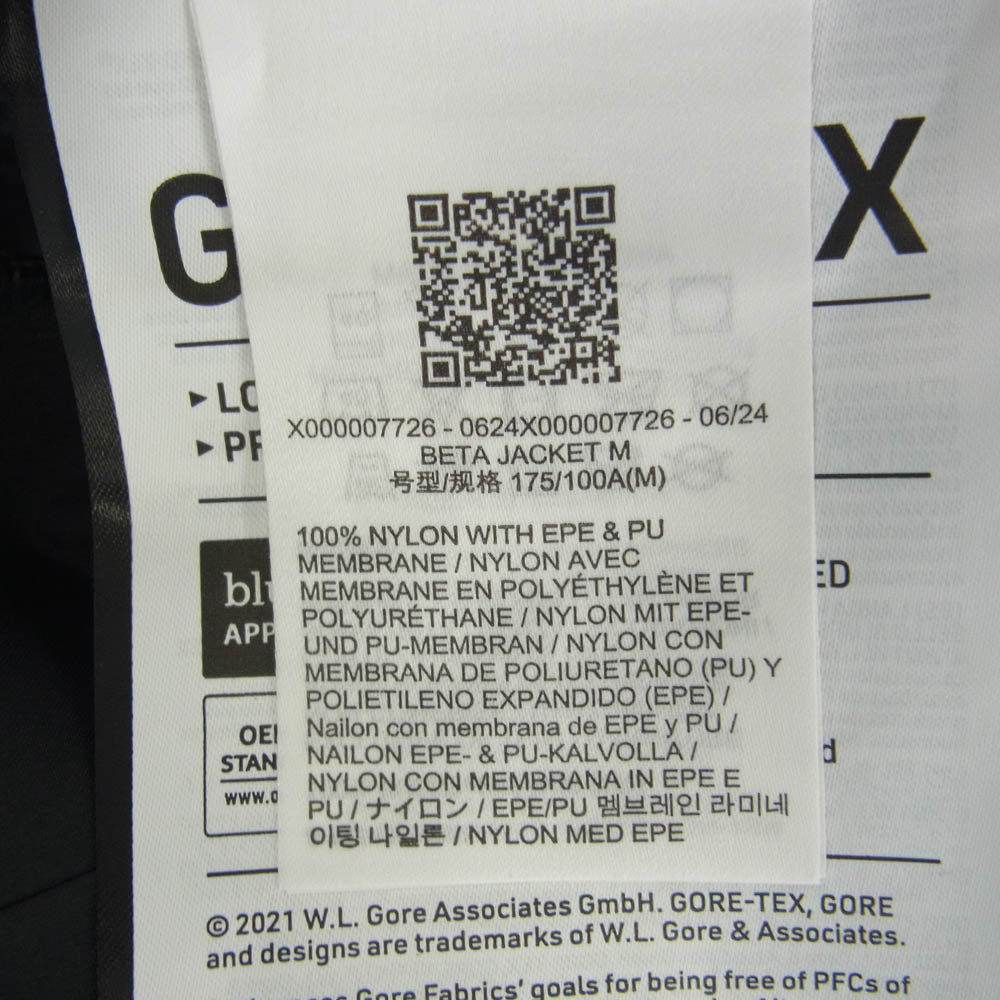 G X
LO
PR
X000007726 - 0624X000007726 - 06/24
BETA JACKET M
号型/规格 175/100A(M)
100% NYLON WITH EPE & PU
MEMBRANE / NYLON AVEC
MEMBRANE EN POLYÉTHYLÈNE ET
POLYURÉTHANE / NYLON MIT EPE-
UND PU-MEMBRAN / NYLON CON
MEMBRANA DE POLIURETANO (PU) Y
POLIETILENO EXPANDIDO (EPE) /
Nailon con membrana de EPE y PU /
NAILON EPE- & PU-KALVOLLA /
NYLON CON MEMBRANA IN EPE E
PU / ナイロン / EPE/PU 멤브레인 라미네
이팅 나일론 / NYLON MED EPE
blu ED
APP
OE
STAN d
www.o
© 2021 W.L. Gore Associates GmbH. GORE-TEX, GORE
and designs are trademarks of W.L. Gore & Associates.
Gore Fabrics' goals for being free of PFCs of